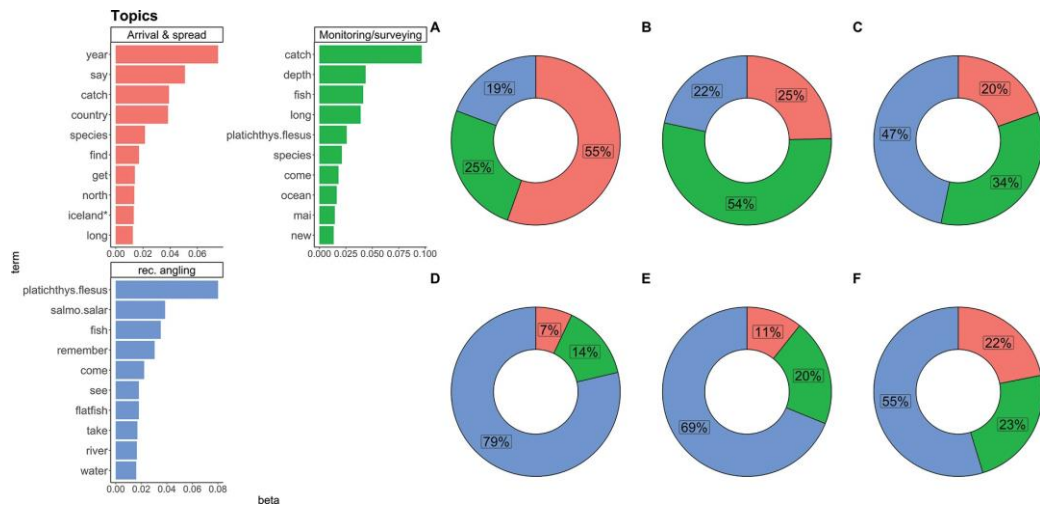 Topics
Arrival & spread
year
say
catch
country
species
find
get
north
iceland*
long
0.00 0.02 0.04 0.06
Monitoring/surveying
catch
depth
fish
long
platichthys.flesus
species
come
ocean
mai
new
0.000 0.025 0.050 0.075 0.100
term
rec. angling
platichthys.flesus
salmo.salar
fish
remember
come
see
flatfish
take
river
water
0.00 0.02 0.04 0.06 0.08
beta
A
19%
55%
25%
B
22%
25%
54%
C
20%
47%
34%
D
7%
14%
79%
E
11%
20%
69%
F
22%
55%
23%